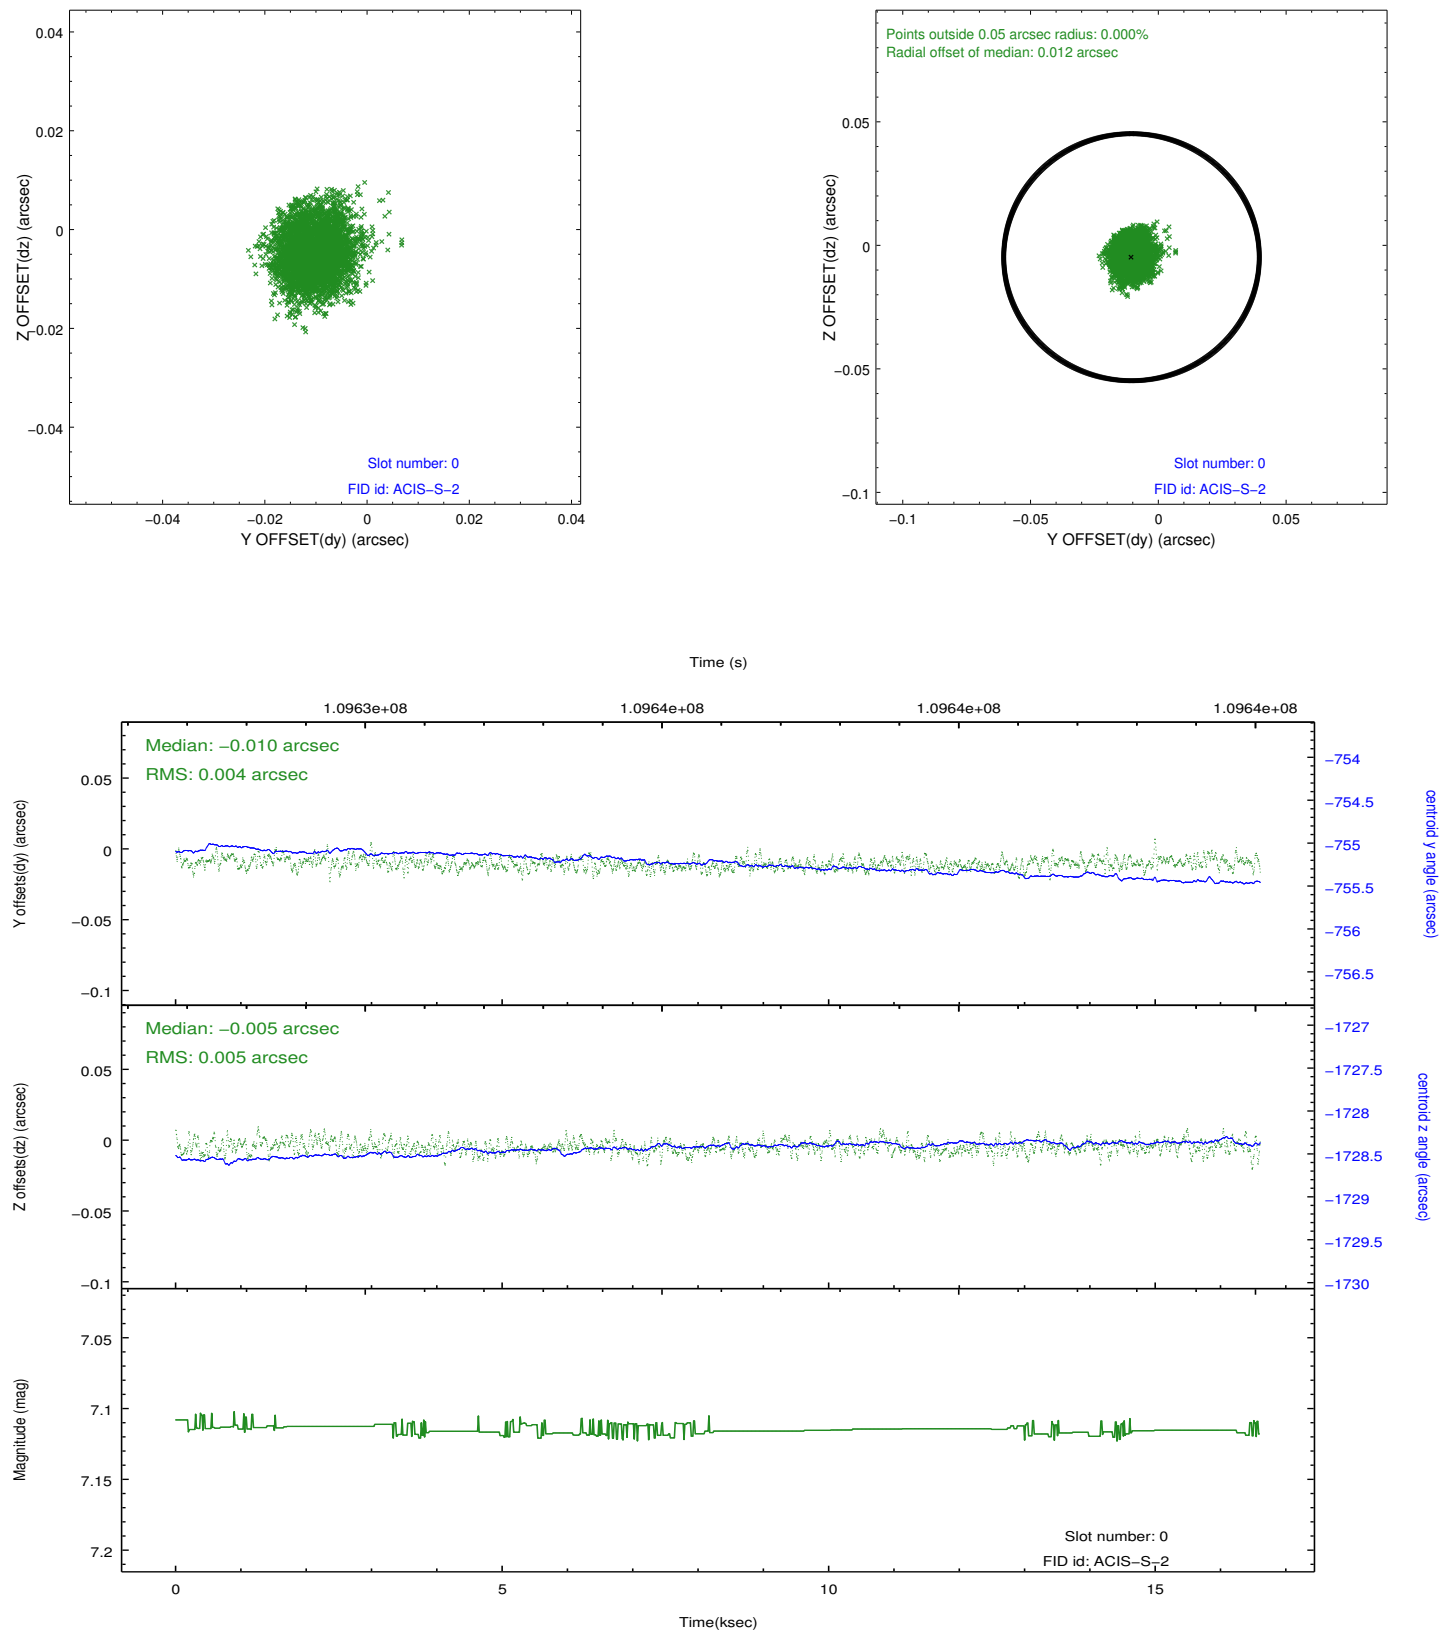 0.04
0.02
0
−0.02
−0.04
Z OFFSET(dz) (arcsec)
Slot number: 0
FID id: ACIS−S−2
−0.04
−0.02
0
0.02
0.04
Y OFFSET(dy) (arcsec)
Points outside 0.05 arcsec radius: 0.000%
Radial offset of median: 0.012 arcsec
0.05
0
−0.05
−0.1
Z OFFSET(dz) (arcsec)
Slot number: 0
FID id: ACIS−S−2
−0.1
−0.05
0
0.05
Y OFFSET(dy) (arcsec)
Time (s)
1.0963e+08
1.0964e+08
1.0964e+08
1.0964e+08
Median: −0.010 arcsec
RMS: 0.004 arcsec
0.05
0
−0.05
−0.1
Y offsets(dy) (arcsec)
−754
−754.5
−755
−755.5
−756
−756.5
centroid y angle (arcsec)
Median: −0.005 arcsec
RMS: 0.005 arcsec
0.05
0
−0.05
−0.1
Z offsets(dz) (arcsec)
−1727
−1727.5
−1728
−1728.5
−1729
−1729.5
−1730
centroid z angle (arcsec)
7.05
7.1
7.15
7.2
Magnitude (mag)
Slot number: 0
FID id: ACIS−S−2
0
5
10
15
Time(ksec)